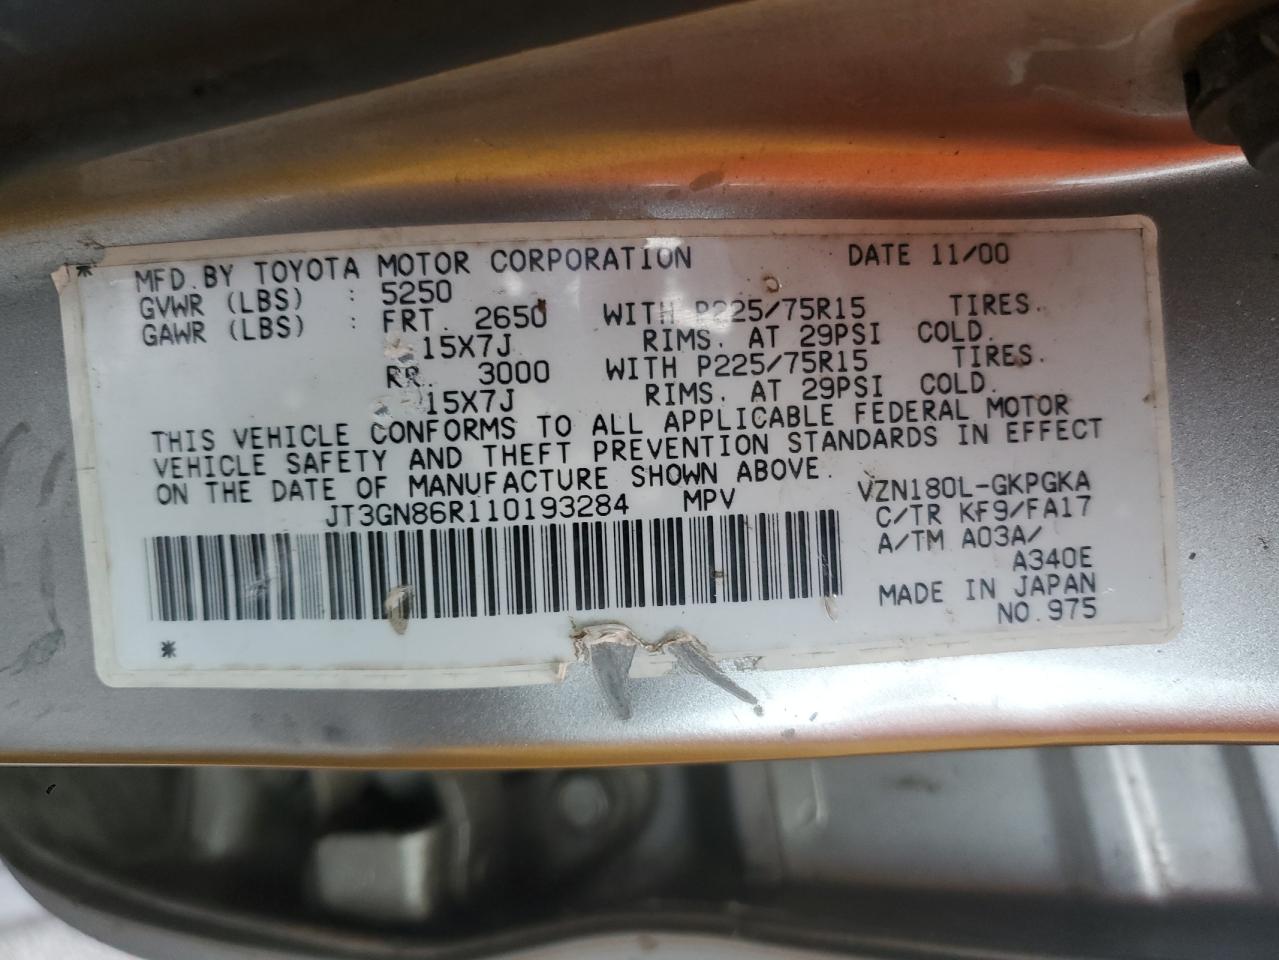 * MFD. BY TOYOTA MOTOR CORPORATION DATE 11/00
GVWR (LBS) : 5250
GAWR (LBS) : FRT. 2650 WITH P225/75R15 TIRES.
15X7J RIMS. AT 29PSI COLD.
RR. 3000 WITH P225/75R15 TIRES.
15X7J RIMS. AT 29PSI COLD.
THIS VEHICLE CONFORMS TO ALL APPLICABLE FEDERAL MOTOR
VEHICLE SAFETY AND THEFT PREVENTION STANDARDS IN EFFECT
ON THE DATE OF MANUFACTURE SHOWN ABOVE.
JT3GN86R110193284 MPV
VZN180L-GKPGKA
C/TR KF9/FA17
A/TM A03A/
A340E
MADE IN JAPAN
NO. 975
*